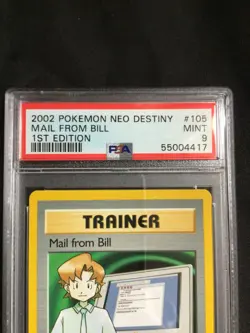 2002 POKEMON NEO DESTINY #105
MAIL FROM BILL MINT
1ST EDITION PSA 9
55004417
TRAINER
Mail from Bill